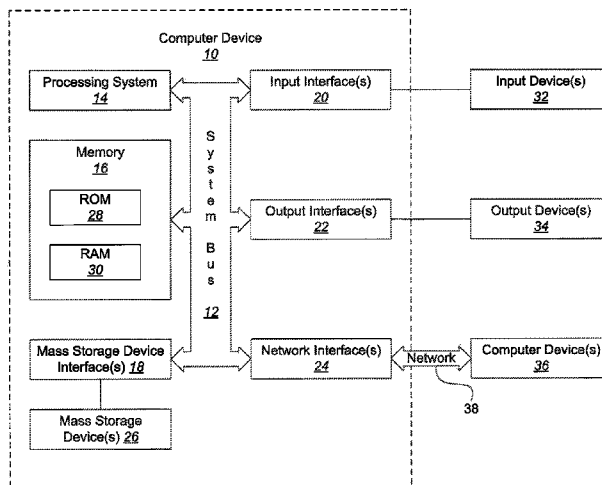 Computer Device
10
Processing System
14
Input Interface(s)
20
Input Device(s)
32
Memory
16
ROM
28
RAM
30
System Bus
12
Output Interface(s)
22
Output Device(s)
34
Mass Storage Device
Interface(s) 18
Network Interface(s)
24
Network
Computer Device(s)
36
38
Mass Storage
Device(s) 26